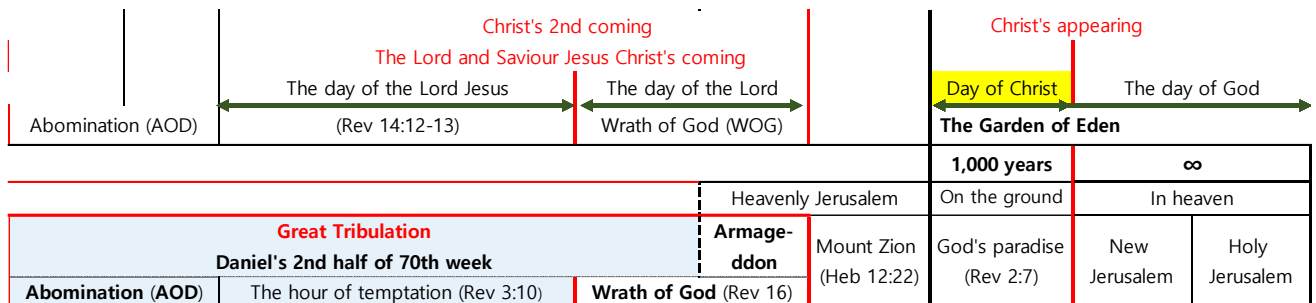 Christ's 2nd coming
Christ's appearing
The Lord and Saviour Jesus Christ's coming
The day of the Lord Jesus
The day of the Lord
Day of Christ
The day of God
Abomination (AOD)
(Rev 14:12-13)
Wrath of God (WOG)
The Garden of Eden
1,000 years
∞
Heavenly Jerusalem
On the ground
In heaven
Great Tribulation
Daniel's 2nd half of 70th week
Armage-
ddon
Mount Zion
(Heb 12:22)
God's paradise
(Rev 2:7)
New
Jerusalem
Holy
Jerusalem
Abomination (AOD)
The hour of temptation (Rev 3:10)
Wrath of God (Rev 16)